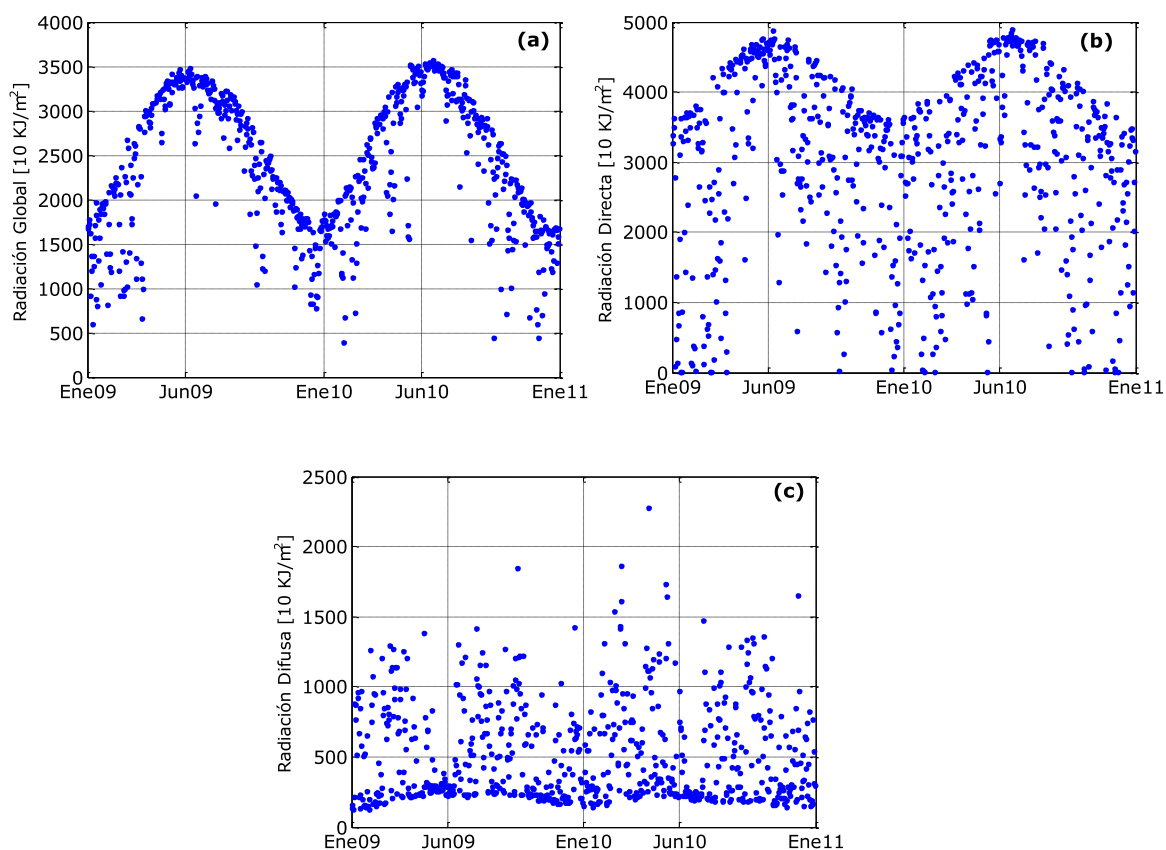 (a)
Radiación Global [10 KJ/m²]
4000
3500
3000
2500
2000
1500
1000
500
0
Ene09 Jun09 Ene10 Jun10 Ene11
(b)
Radiación Directa [10 KJ/m²]
5000
4000
3000
2000
1000
0
Ene09 Jun09 Ene10 Jun10 Ene11
(c)
Radiación Difusa [10 KJ/m²]
2500
2000
1500
1000
500
0
Ene09 Jun09 Ene10 Jun10 Ene11